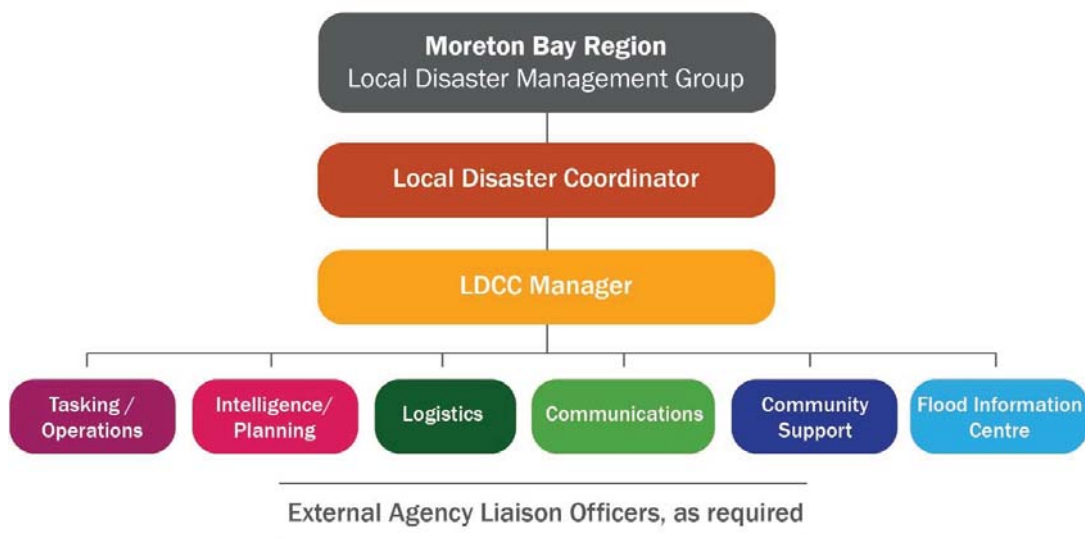 Moreton Bay Region
Local Disaster Management Group
Local Disaster Coordinator
LDCC Manager
Tasking /
Operations
Intelligence/
Planning
Logistics
Communications
Community
Support
Flood Information
Centre
External Agency Liaison Officers, as required